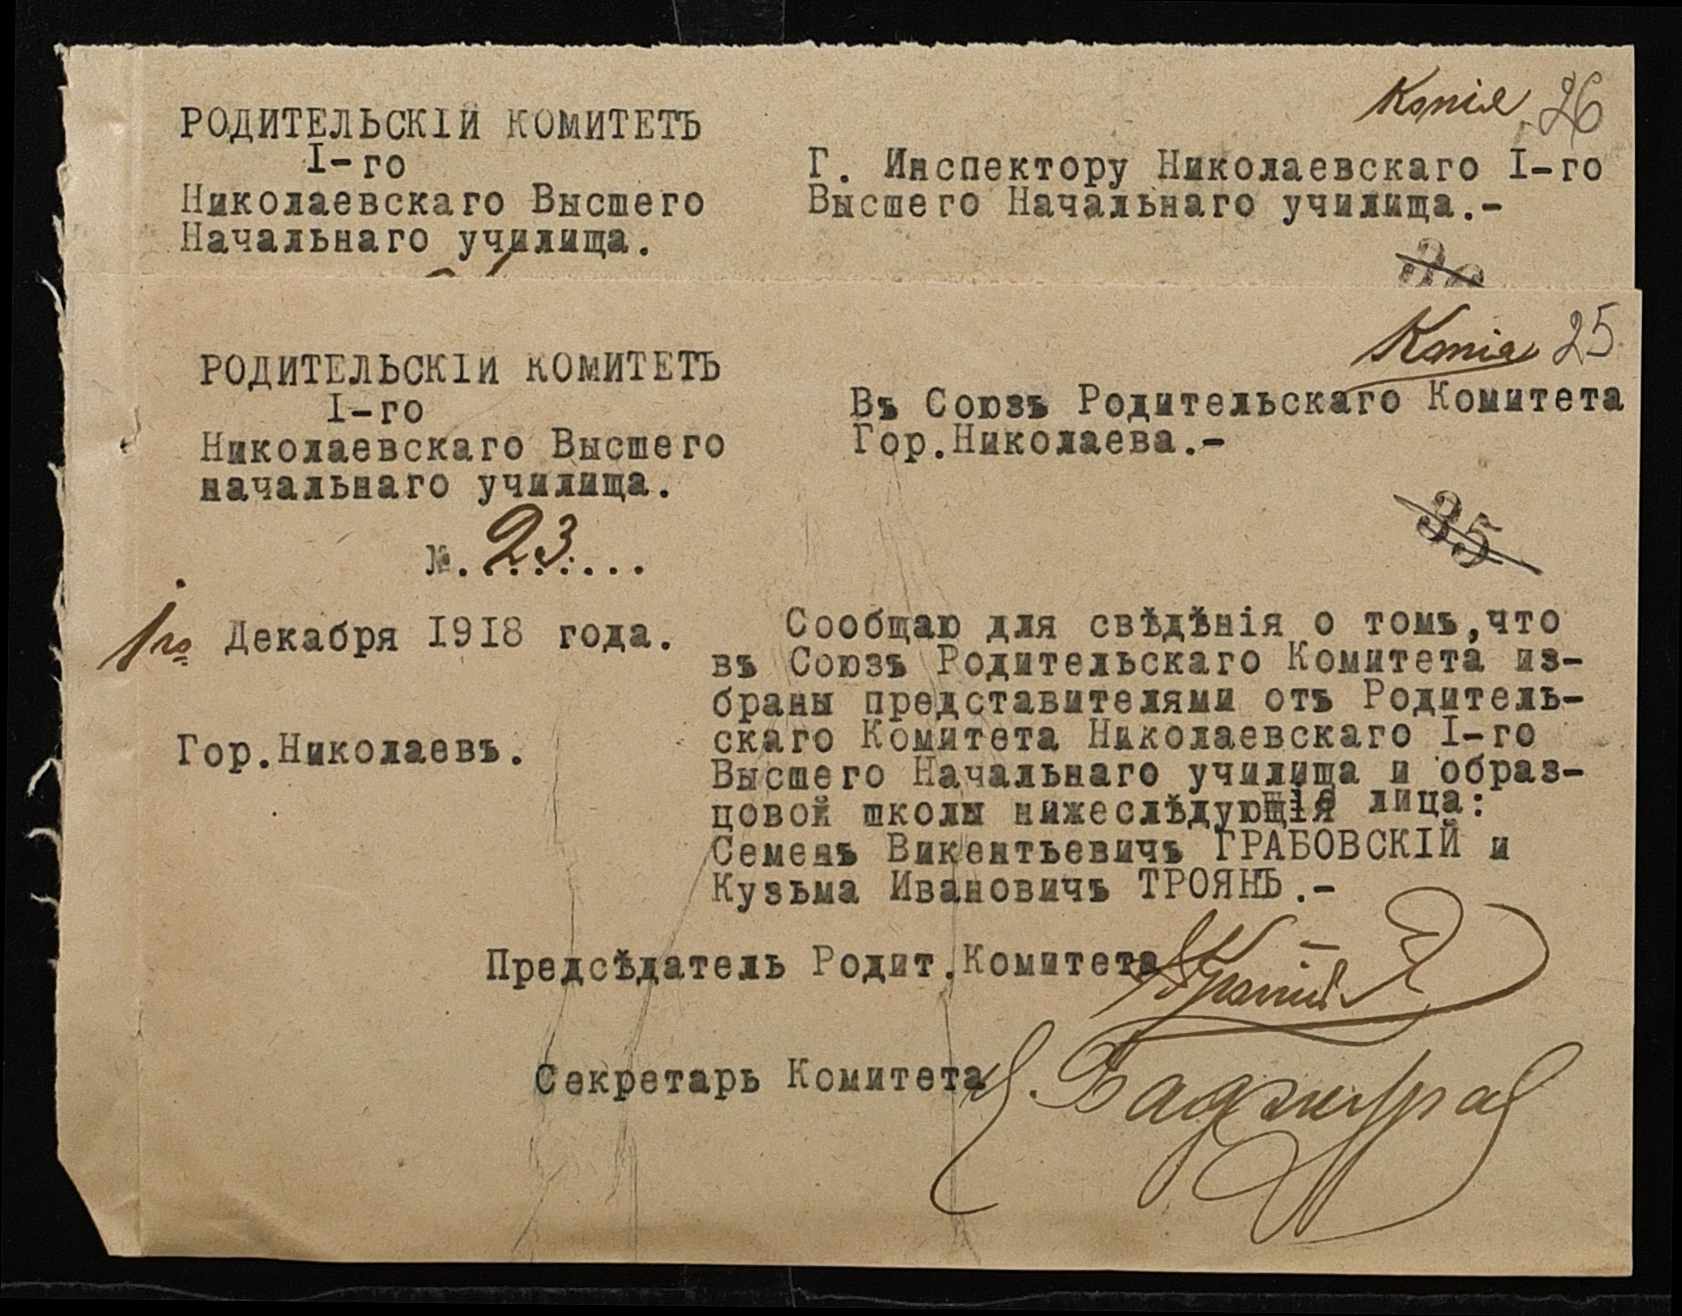 Копія 26
РОДИТЕЛЬСКІЙ КОМИТЕТЪ
I-го
Николаевскаго Высшего
Начальнаго училища.
Г. Инспектору Николаевскаго I-го
Высшего Начальнаго училища.-
Копія 25
РОДИТЕЛЬСКІЙ КОМИТЕТЪ
I-го
Николаевскаго Высшего
начальнаго училища.
Въ Союзъ Родительскаго Комитета
Гор.Николаева.-
35
№. 23.......
1го Декабря 1918 года.
Гор.Николаевъ.
Сообщаю для свѣдѣнія о томъ,что
въ Союзъ Родительскаго Комитета из-
браны представителями отъ Родитель-
скаго Комитета Николаевскаго I-го
Высшего Начальнаго училища и образ-
цовой школы нижеслѣдующія лица:
Семенъ Викентьевичъ ГРАБОВСКІЙ и
Кузьма Ивановичъ ТРОЯНЪ.-
Предсѣдатель Родит.Комитета
Секретарь Комитета